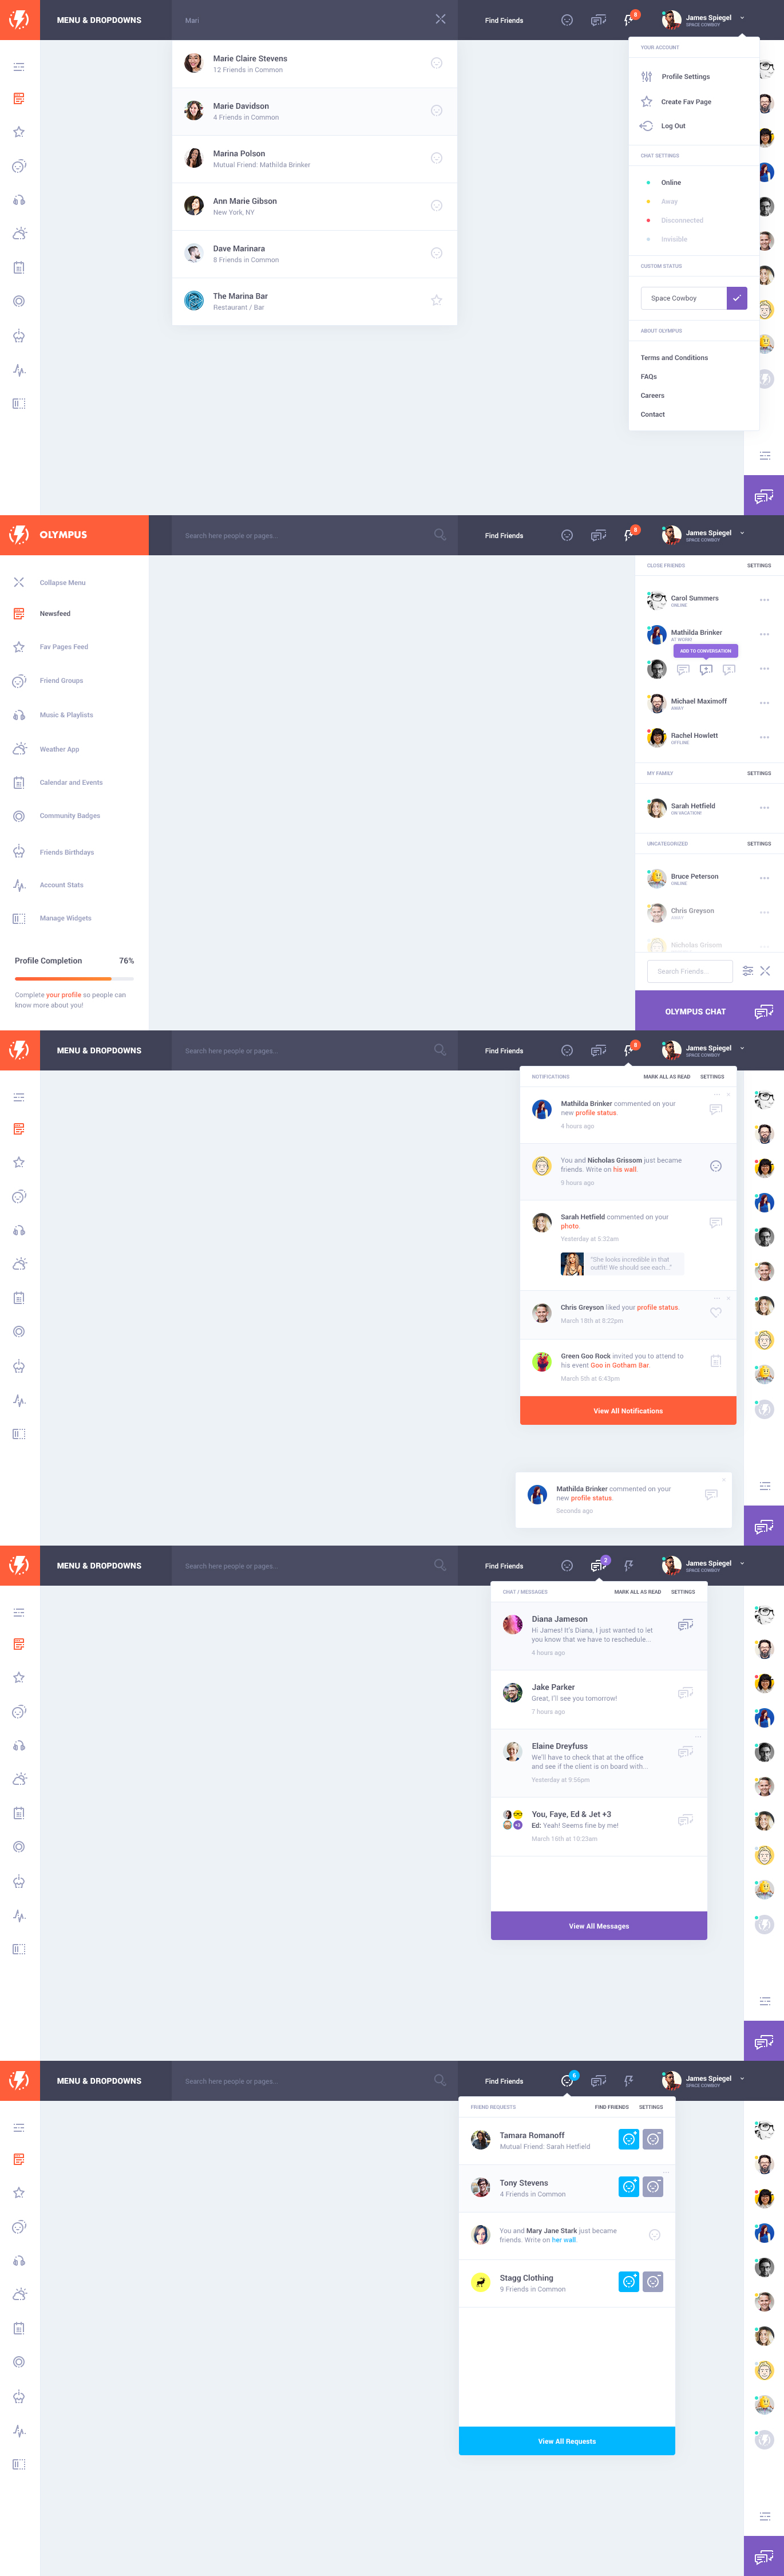 MENU & DROPDOWNS
Mari
Find Friends
8
James Spiegel
SPACE COWBOY
Marie Claire Stevens
12 Friends in Common
Marie Davidson
4 Friends in Common
Marina Polson
Mutual Friend: Mathilda Brinker
Ann Marie Gibson
New York, NY
Dave Marinara
8 Friends in Common
The Marina Bar
Restaurant / Bar
YOUR ACCOUNT
Profile Settings
Create Fav Page
Log Out
CHAT SETTINGS
Online
Away
Disconnected
Invisible
CUSTOM STATUS
Space Cowboy
ABOUT OLYMPUS
Terms and Conditions
FAQs
Careers
Contact
OLYMPUS
Search here people or pages...
Find Friends
8
James Spiegel
SPACE COWBOY
Collapse Menu
Newsfeed
Fav Pages Feed
Friend Groups
Music & Playlists
Weather App
Calendar and Events
Community Badges
Friends Birthdays
Account Stats
Manage Widgets
Profile Completion 76%
Complete your profile so people can
know more about you!
CLOSE FRIENDS SETTINGS
Carol Summers
ONLINE
Mathilda Brinker
AT WORK!
ADD TO CONVERSATION
Michael Maximoff
AWAY
Rachel Howlett
OFFLINE
MY FAMILY SETTINGS
Sarah Hetfield
ON VACATION!
UNCATEGORIZED SETTINGS
Bruce Peterson
ONLINE
Chris Greyson
AWAY
Nicholas Grissom
Search Friends...
OLYMPUS CHAT
MENU & DROPDOWNS
Search here people or pages...
Find Friends
8
James Spiegel
SPACE COWBOY
NOTIFICATIONS MARK ALL AS READ SETTINGS
Mathilda Brinker commented on your
new profile status.
4 hours ago
You and Nicholas Grissom just became
friends. Write on his wall.
9 hours ago
Sarah Hetfield commented on your
photo.
Yesterday at 5:32am
“She looks incredible in that
outfit! We should see each...”
Chris Greyson liked your profile status.
March 18th at 8:22pm
Green Goo Rock invited you to attend to
his event Goo in Gotham Bar.
March 5th at 6:43pm
View All Notifications
Mathilda Brinker commented on your
new profile status.
Seconds ago
MENU & DROPDOWNS
Search here people or pages...
Find Friends
2
James Spiegel
SPACE COWBOY
CHAT / MESSAGES MARK ALL AS READ SETTINGS
Diana Jameson
Hi James! It’s Diana, I just wanted to let
you know that we have to reschedule...
4 hours ago
Jake Parker
Great, I’ll see you tomorrow!
7 hours ago
Elaine Dreyfuss
We’ll have to check that at the office
and see if the client is on board with...
Yesterday at 9:56pm
You, Faye, Ed & Jet +3
Ed: Yeah! Seems fine by me!
March 16th at 10:23am
View All Messages
MENU & DROPDOWNS
Search here people or pages...
Find Friends
6
James Spiegel
SPACE COWBOY
FRIEND REQUESTS FIND FRIENDS SETTINGS
Tamara Romanoff
Mutual Friend: Sarah Hetfield
Tony Stevens
4 Friends in Common
You and Mary Jane Stark just became
friends. Write on her wall.
Stagg Clothing
9 Friends in Common
View All Requests